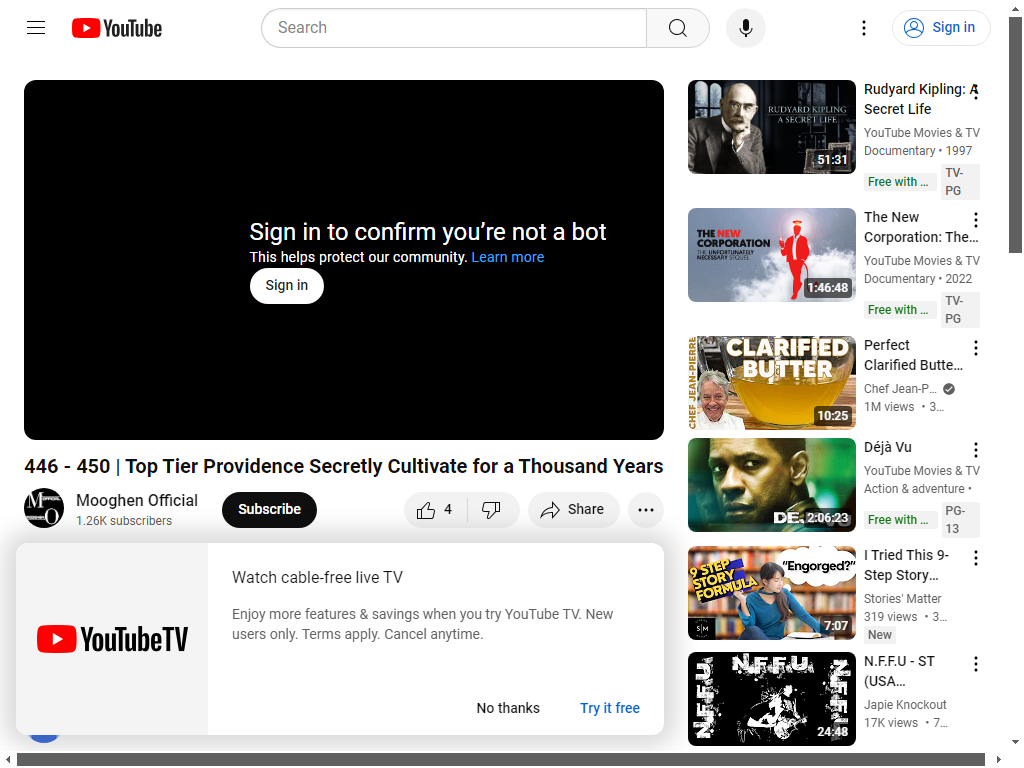 YouTube
Search
Sign in
Sign in to confirm you’re not a bot
This helps protect our community. Learn more
Sign in
446 - 450 | Top Tier Providence Secretly Cultivate for a Thousand Years
Mooghen Official
1.26K subscribers
Subscribe
4
Share
Watch cable-free live TV
Enjoy more features & savings when you try YouTube TV. New
users only. Terms apply. Cancel anytime.
YouTubeTV
No thanks
Try it free
RUDYARD KIPLING
A SECRET LIFE
51:31
Rudyard Kipling: A
Secret Life
YouTube Movies & TV
Documentary • 1997
Free with ...
TV-
PG
THE NEW
CORPORATION
THE UNFORTUNATELY
NECESSARY SEQUEL
1:46:48
The New
Corporation: The...
YouTube Movies & TV
Documentary • 2022
Free with ...
TV-
PG
CHEF JEAN-PIERRE
CLARIFIED
BUTTER
10:25
Perfect
Clarified Butte...
Chef Jean-P...
1M views • 3...
DE
2:06:23
Déjà Vu
YouTube Movies & TV
Action & adventure •
Free with ...
PG-
13
9 STEP
STORY
FORMULA
"Engorged?"
S M
7:07
I Tried This 9-
Step Story...
Stories' Matter
319 views • 3...
New
N.F.F.U.
N.F.F.U
N.F.F.U
24:48
N.F.F.U - ST
(USA...
Japie Knockout
17K views • 7...